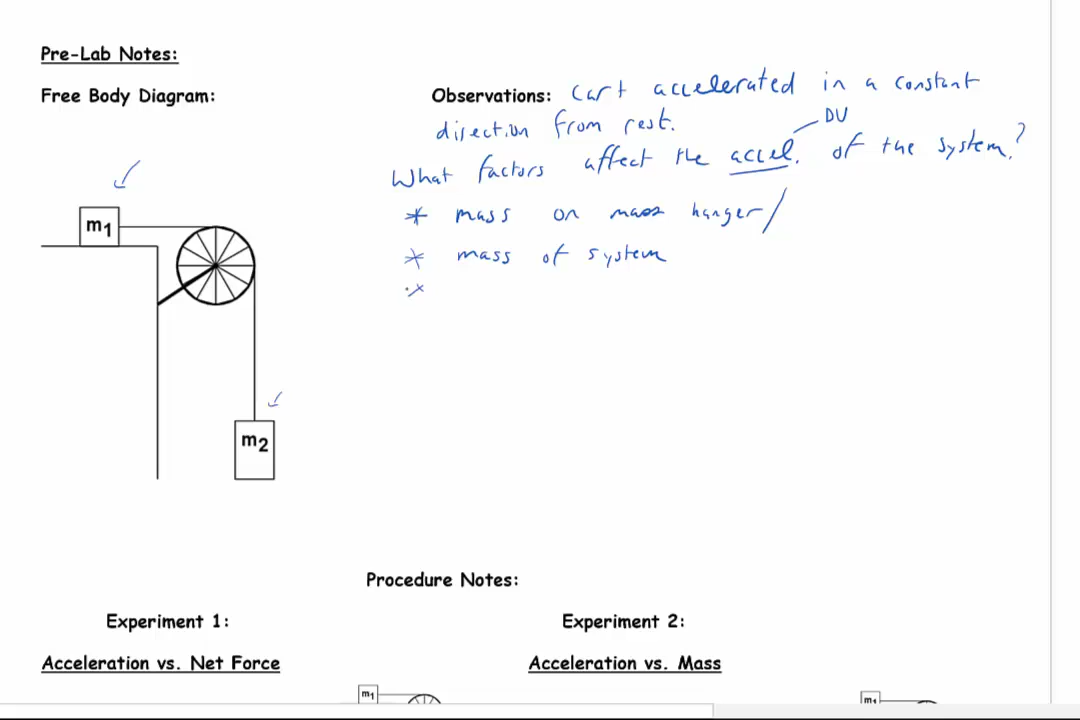 Pre-Lab Notes:
Free Body Diagram:
Observations: Cart accelerated in a constant
direction from rest.
DV
What factors affect the accel. of the system?
* mass on mass hanger/
* mass of system
*
m1
m2
Procedure Notes:
Experiment 1:
Experiment 2:
Acceleration vs. Net Force
Acceleration vs. Mass
m1
m1